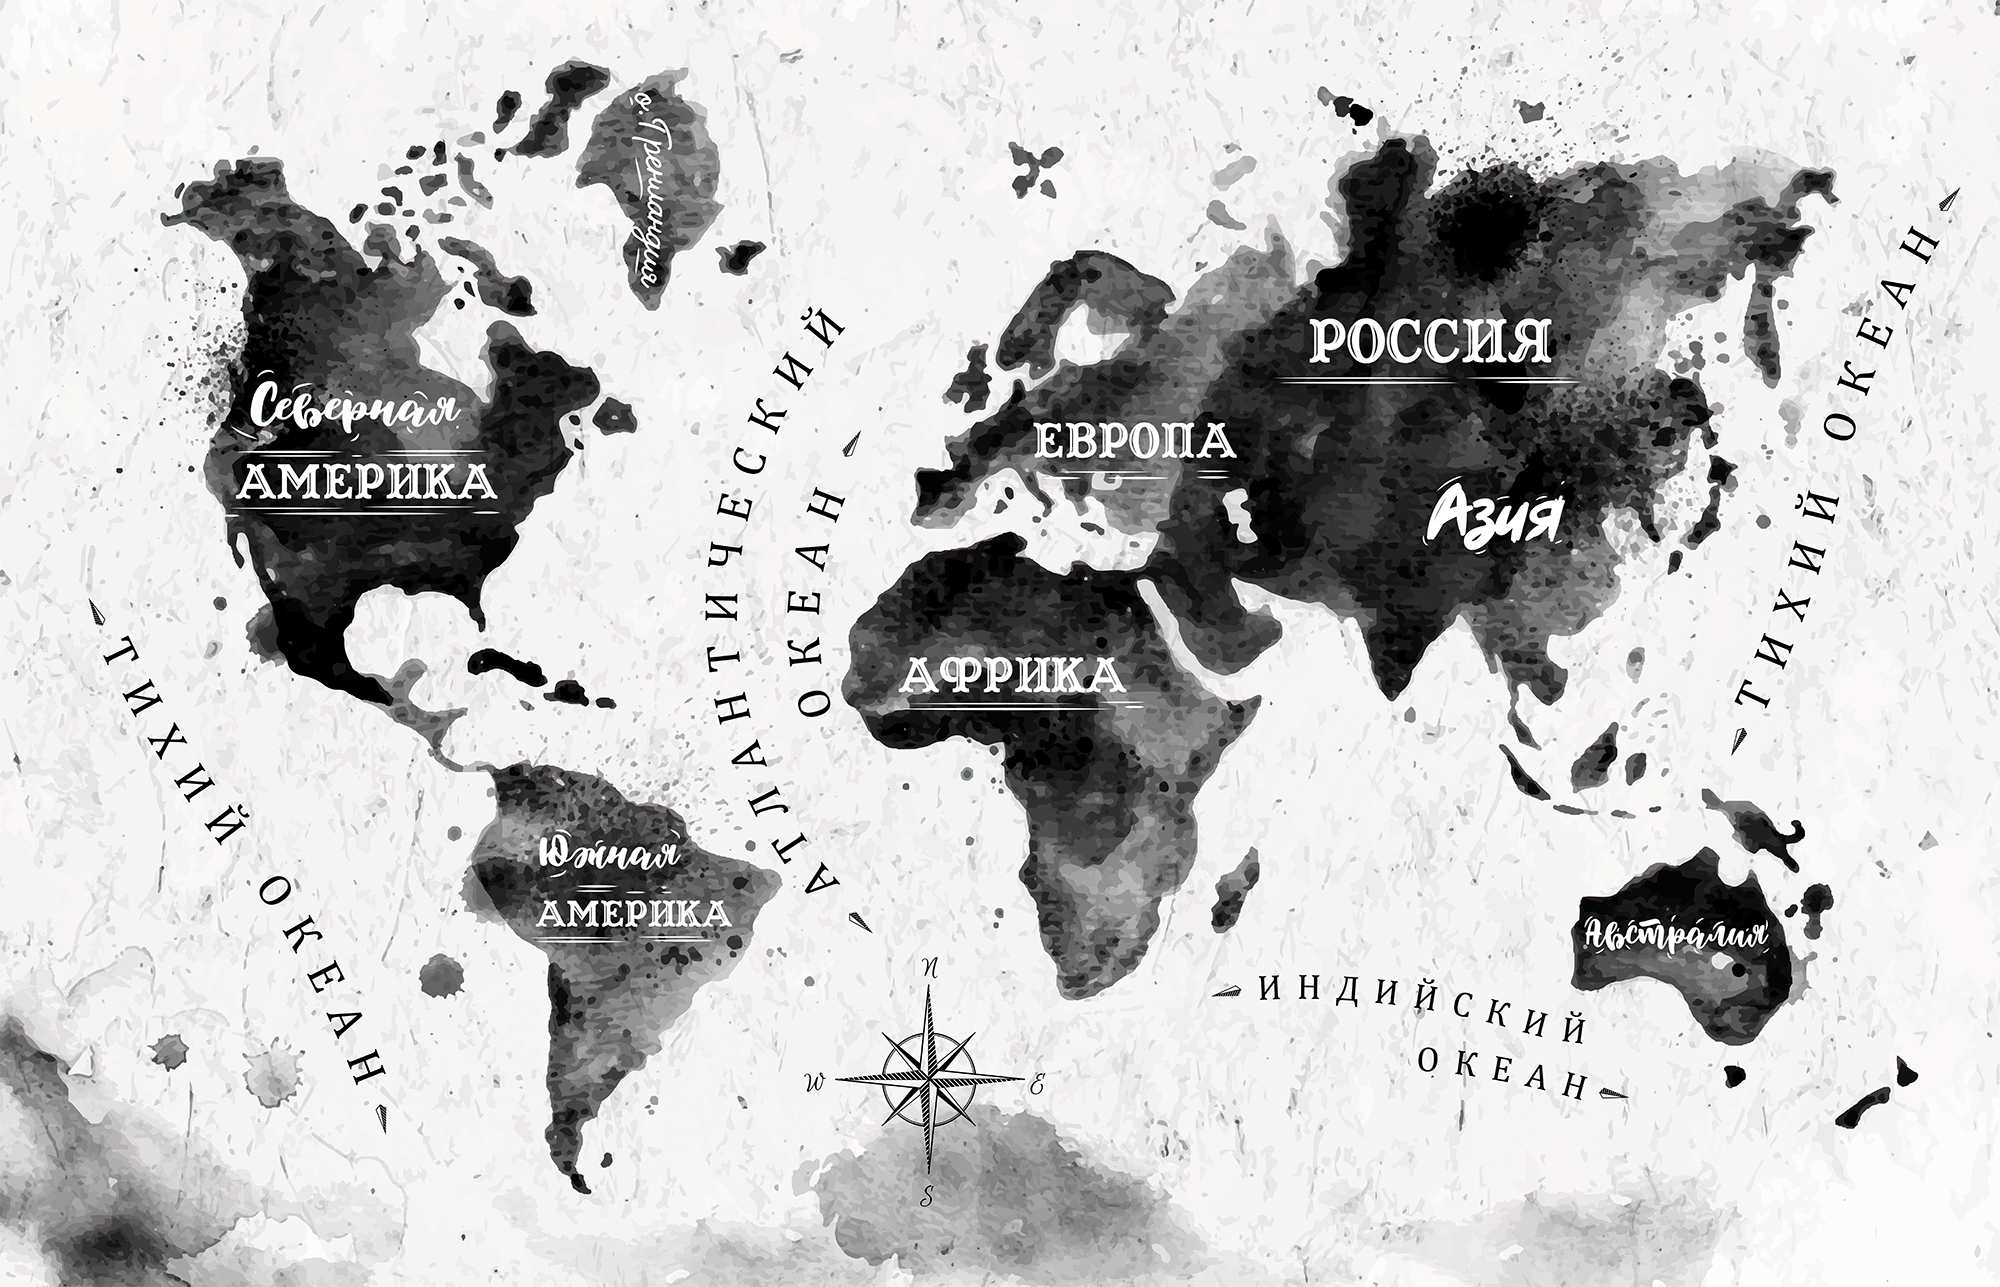 о. Гренландия
Северная
АМЕРИКА
РОССИЯ
ЕВРОПА
Азия
АФРИКА
Южная
АМЕРИКА
Австралия
ТИХИЙ ОКЕАН
АТЛАНТИЧЕСКИЙ
ОКЕАН
ТИХИЙ ОКЕАН
ИНДИЙСКИЙ
ОКЕАН
N
W
E
S